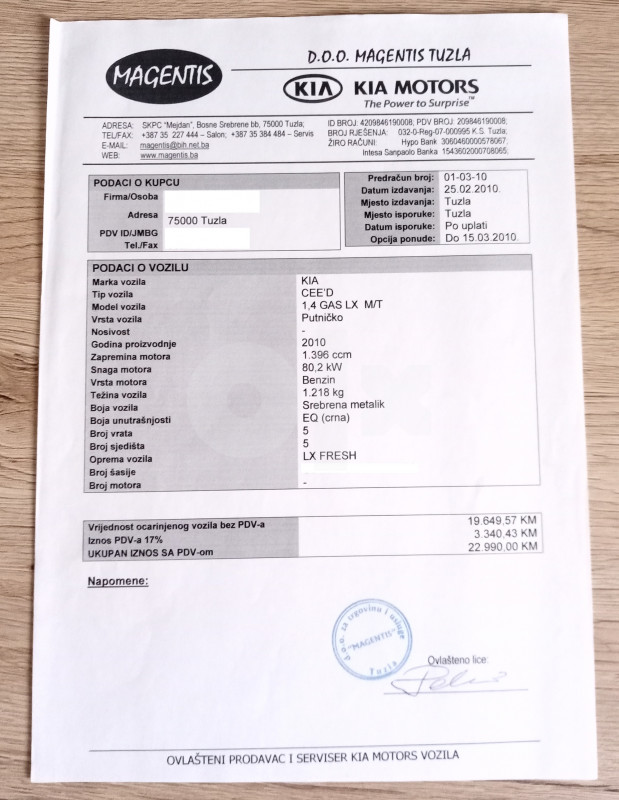 MAGENTIS
D.O.O. MAGENTIS TUZLA
KIA KIA MOTORS
The Power to Surprise™
ADRESA: SKPC "Mejdan", Bosne Srebrene bb, 75000 Tuzla;
TEL/FAX: +387 35 227 444 – Salon; +387 35 384 484 – Servis
E-MAIL: magentis@bih.net.ba
WEB: www.magentis.ba
ID BROJ: 4209846190008; PDV BROJ: 209846190008;
BROJ RJEŠENJA: 032-0-Reg-07-000995 K.S. Tuzla;
ŽIRO RAČUNI: Hypo Bank 3060460000578067,
Intesa Sanpaolo Banka 1543602000708065;
PODACI O KUPCU
Firma/Osoba
Adresa 75000 Tuzla
PDV ID/JMBG
Tel./Fax
Predračun broj: 01-03-10
Datum izdavanja: 25.02.2010.
Mjesto izdavanja: Tuzla
Mjesto isporuke: Tuzla
Datum isporuke: Po uplati
Opcija ponude: Do 15.03.2010.
PODACI O VOZILU
Marka vozila KIA
Tip vozila CEE'D
Model vozila 1,4 GAS LX M/T
Vrsta vozila Putničko
Nosivost -
Godina proizvodnje 2010
Zapremina motora 1.396 ccm
Snaga motora 80,2 kW
Vrsta motora Benzin
Težina vozila 1.218 kg
Boja vozila Srebrena metalik
Boja unutrašnjosti EQ (crna)
Broj vrata 5
Broj sjedišta 5
Oprema vozila LX FRESH
Broj šasije
Broj motora -
Vrijednost ocarinjenog vozila bez PDV-a 19.649,57 KM
Iznos PDV-a 17% 3.340,43 KM
UKUPAN IZNOS SA PDV-om 22.990,00 KM
Napomene:
d.o.o. za trgovinu i usluge
"MAGENTIS"
Tuzla
Ovlašteno lice:
OVLAŠTENI PRODAVAC I SERVISER KIA MOTORS VOZILA